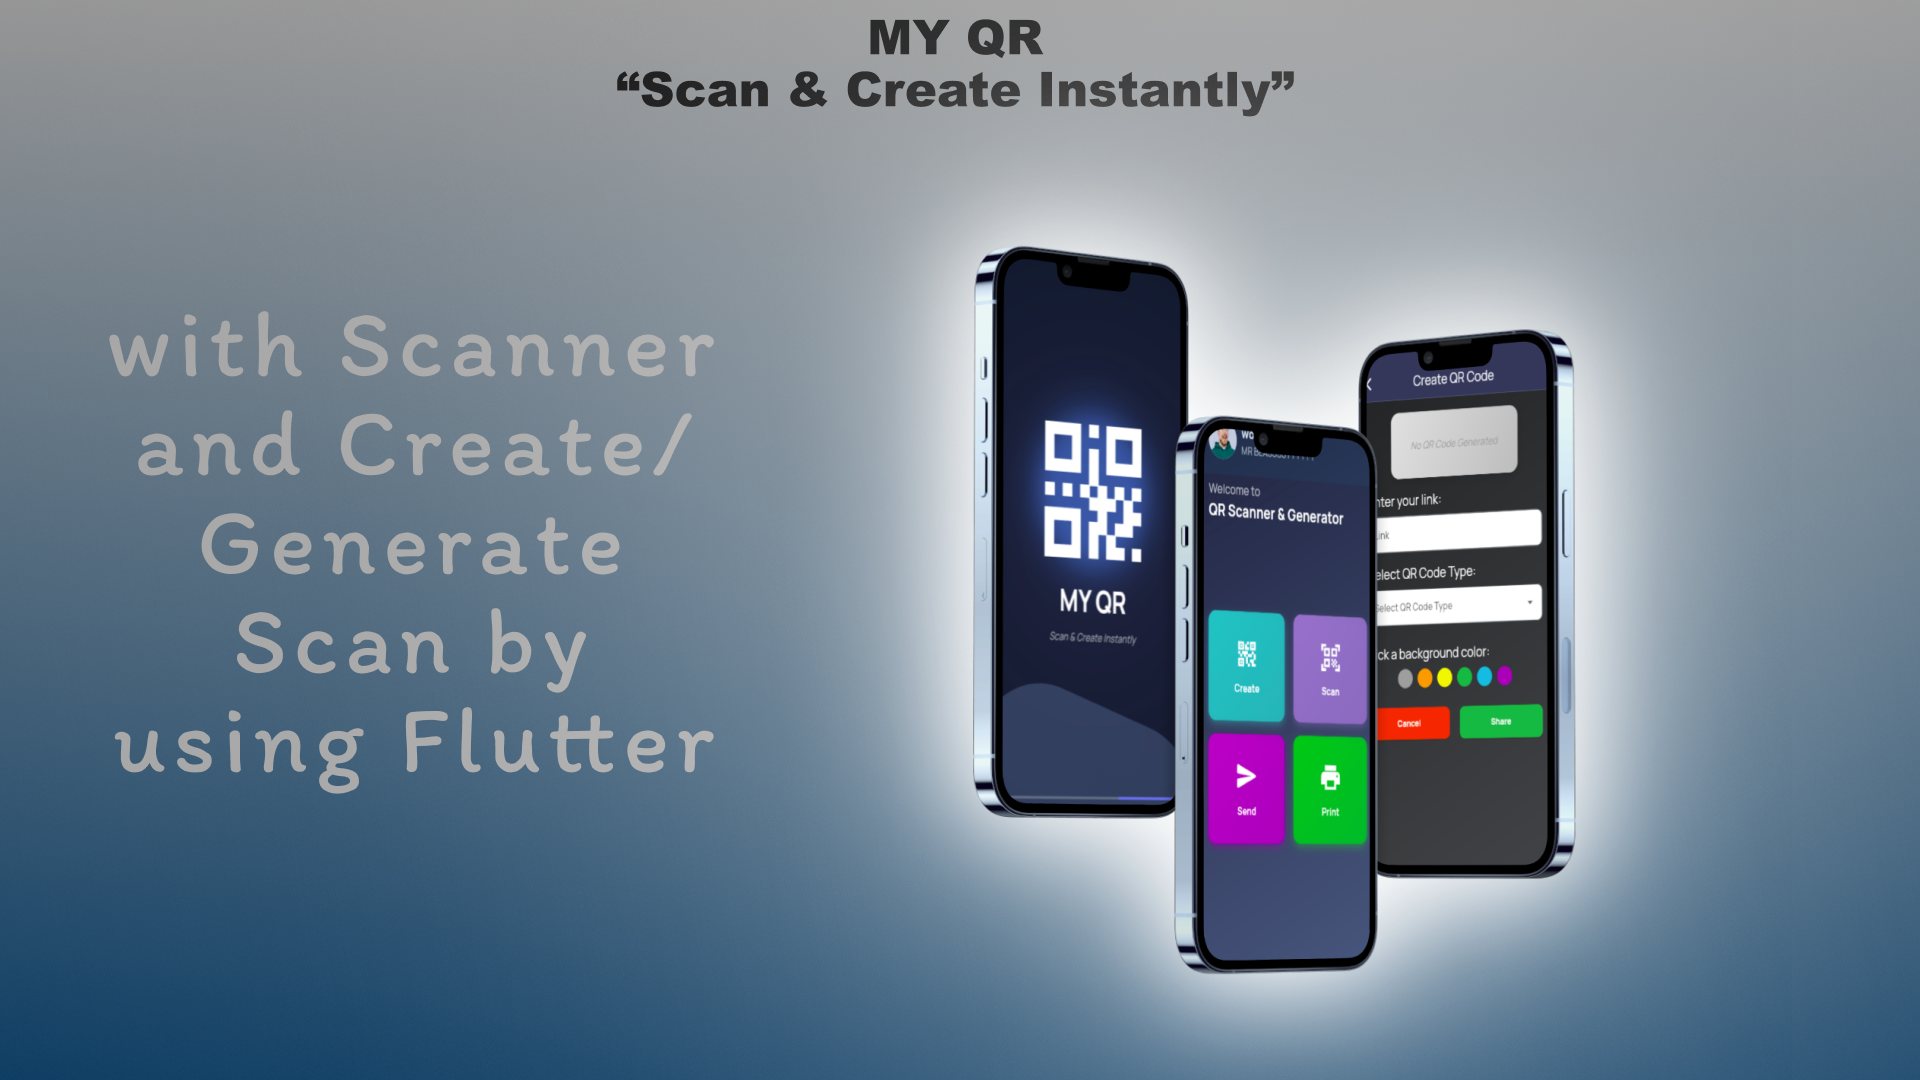 MY QR
“Scan & Create Instantly”
with Scanner
and Create/
Generate
Scan by
using Flutter
MY QR
Scan & Create Instantly
Welcome to
QR Scanner & Generator
Create
Scan
Send
Print
Create QR Code
No QR Code Generated
nter your link:
ink
elect QR Code Type:
Select QR Code Type
ck a background color:
Cancel
Share